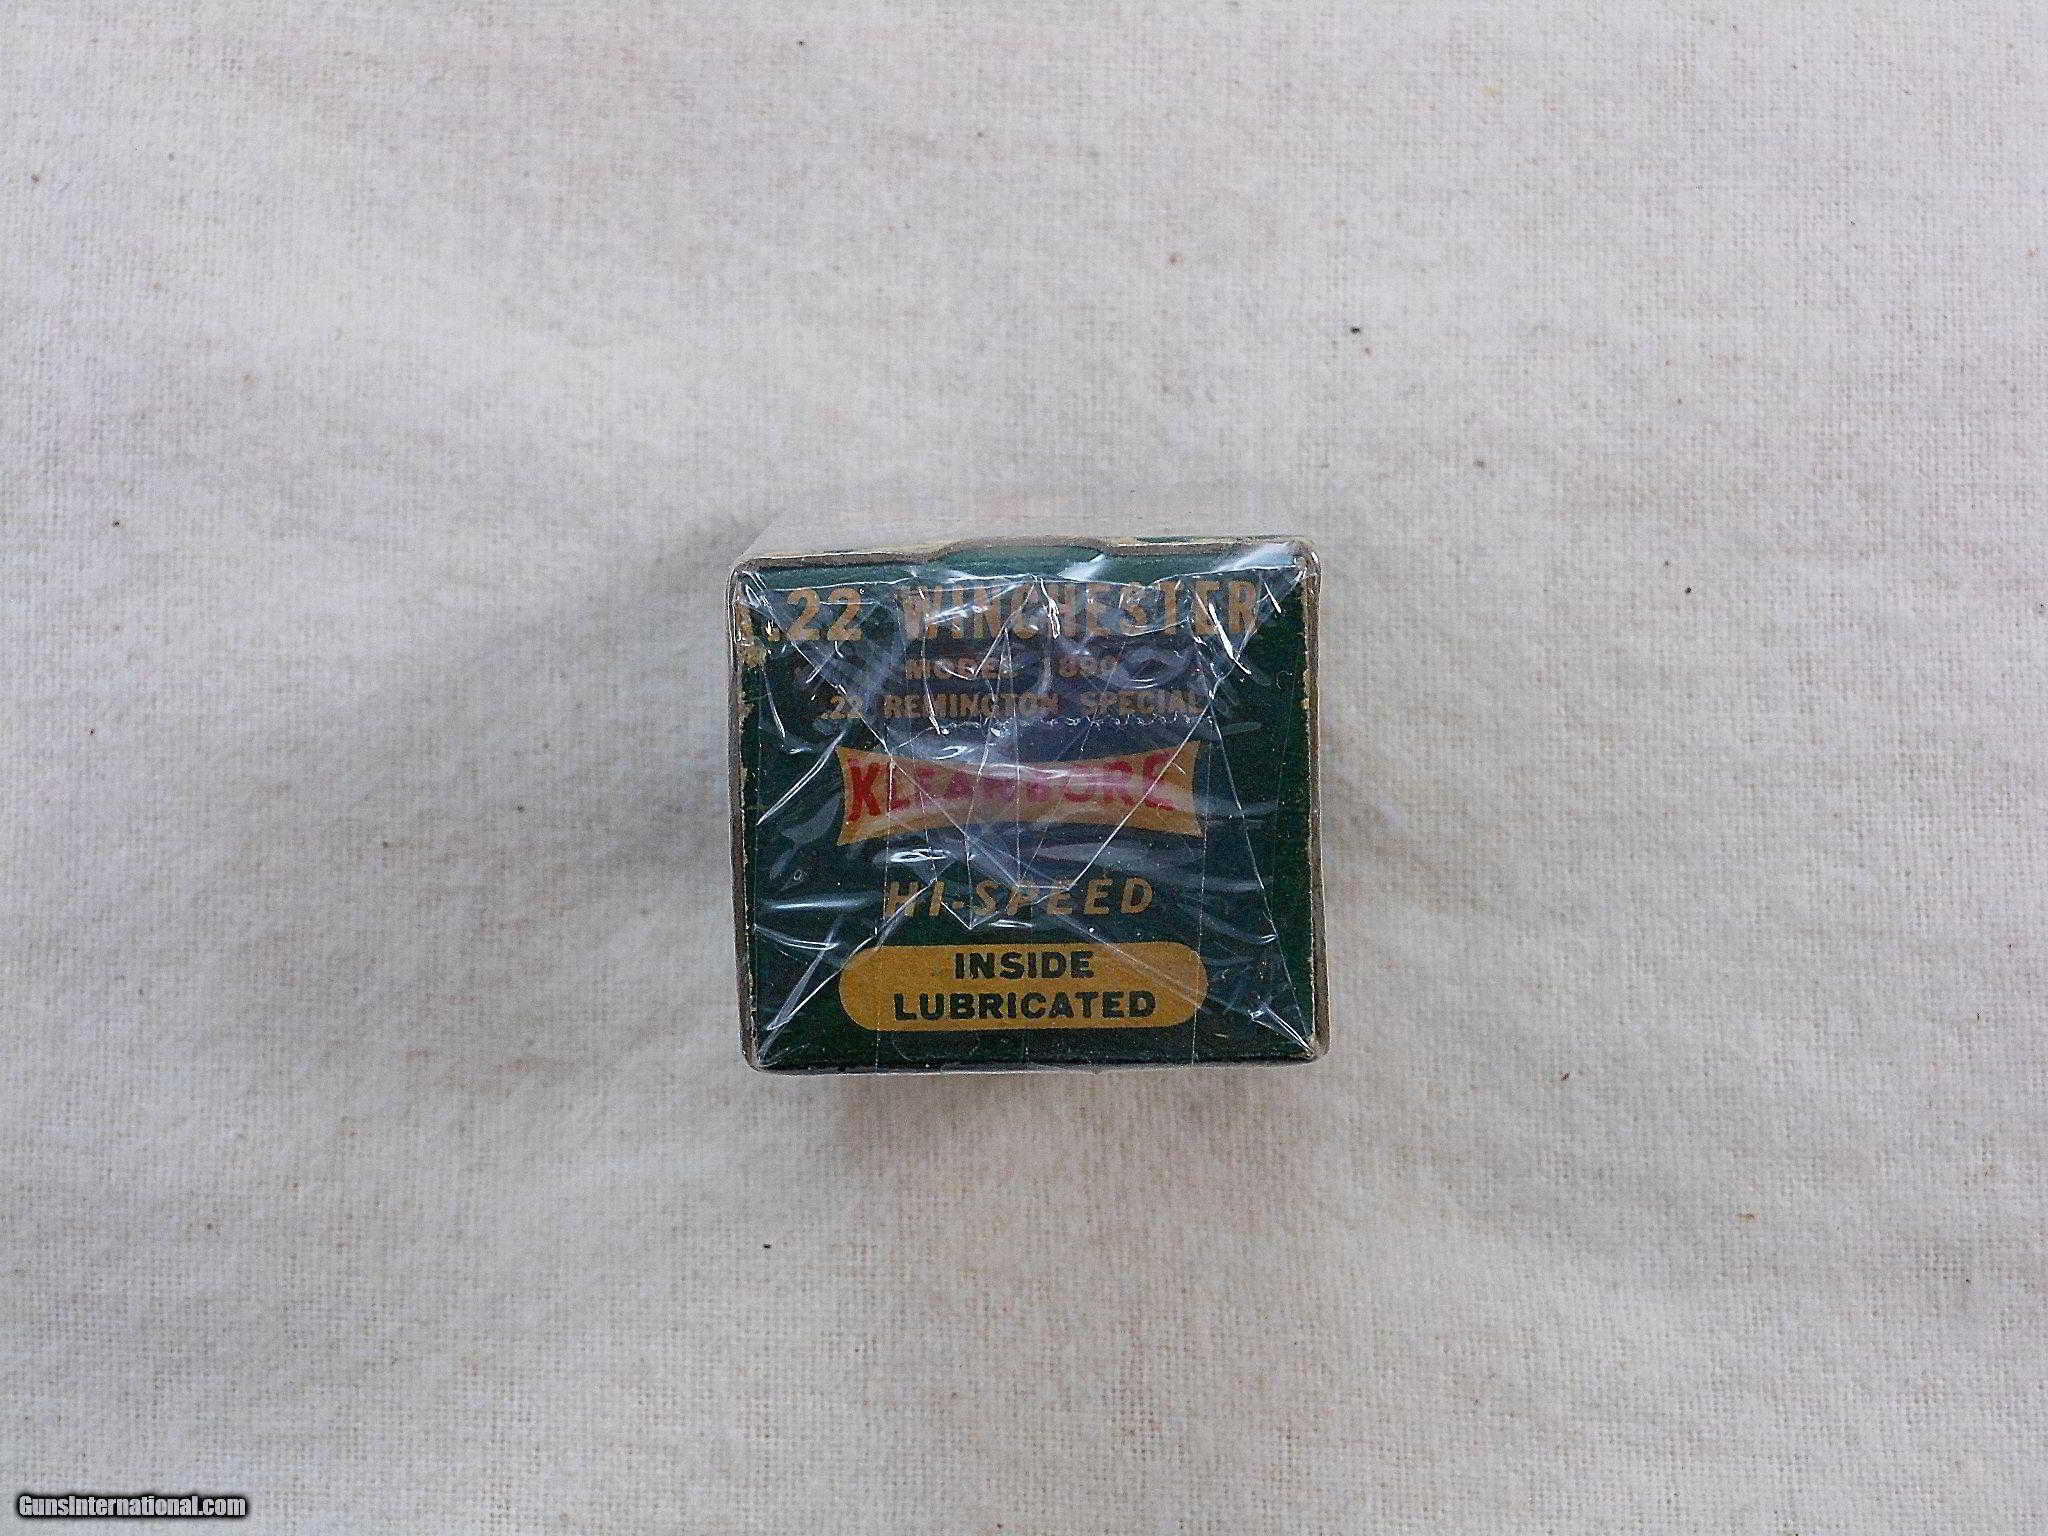 .22 WINCHESTER
MODEL 1890
.22 REMINGTON SPECIAL
KLEANBORE
HI-SPEED
INSIDE
LUBRICATED
GunsInternational.com